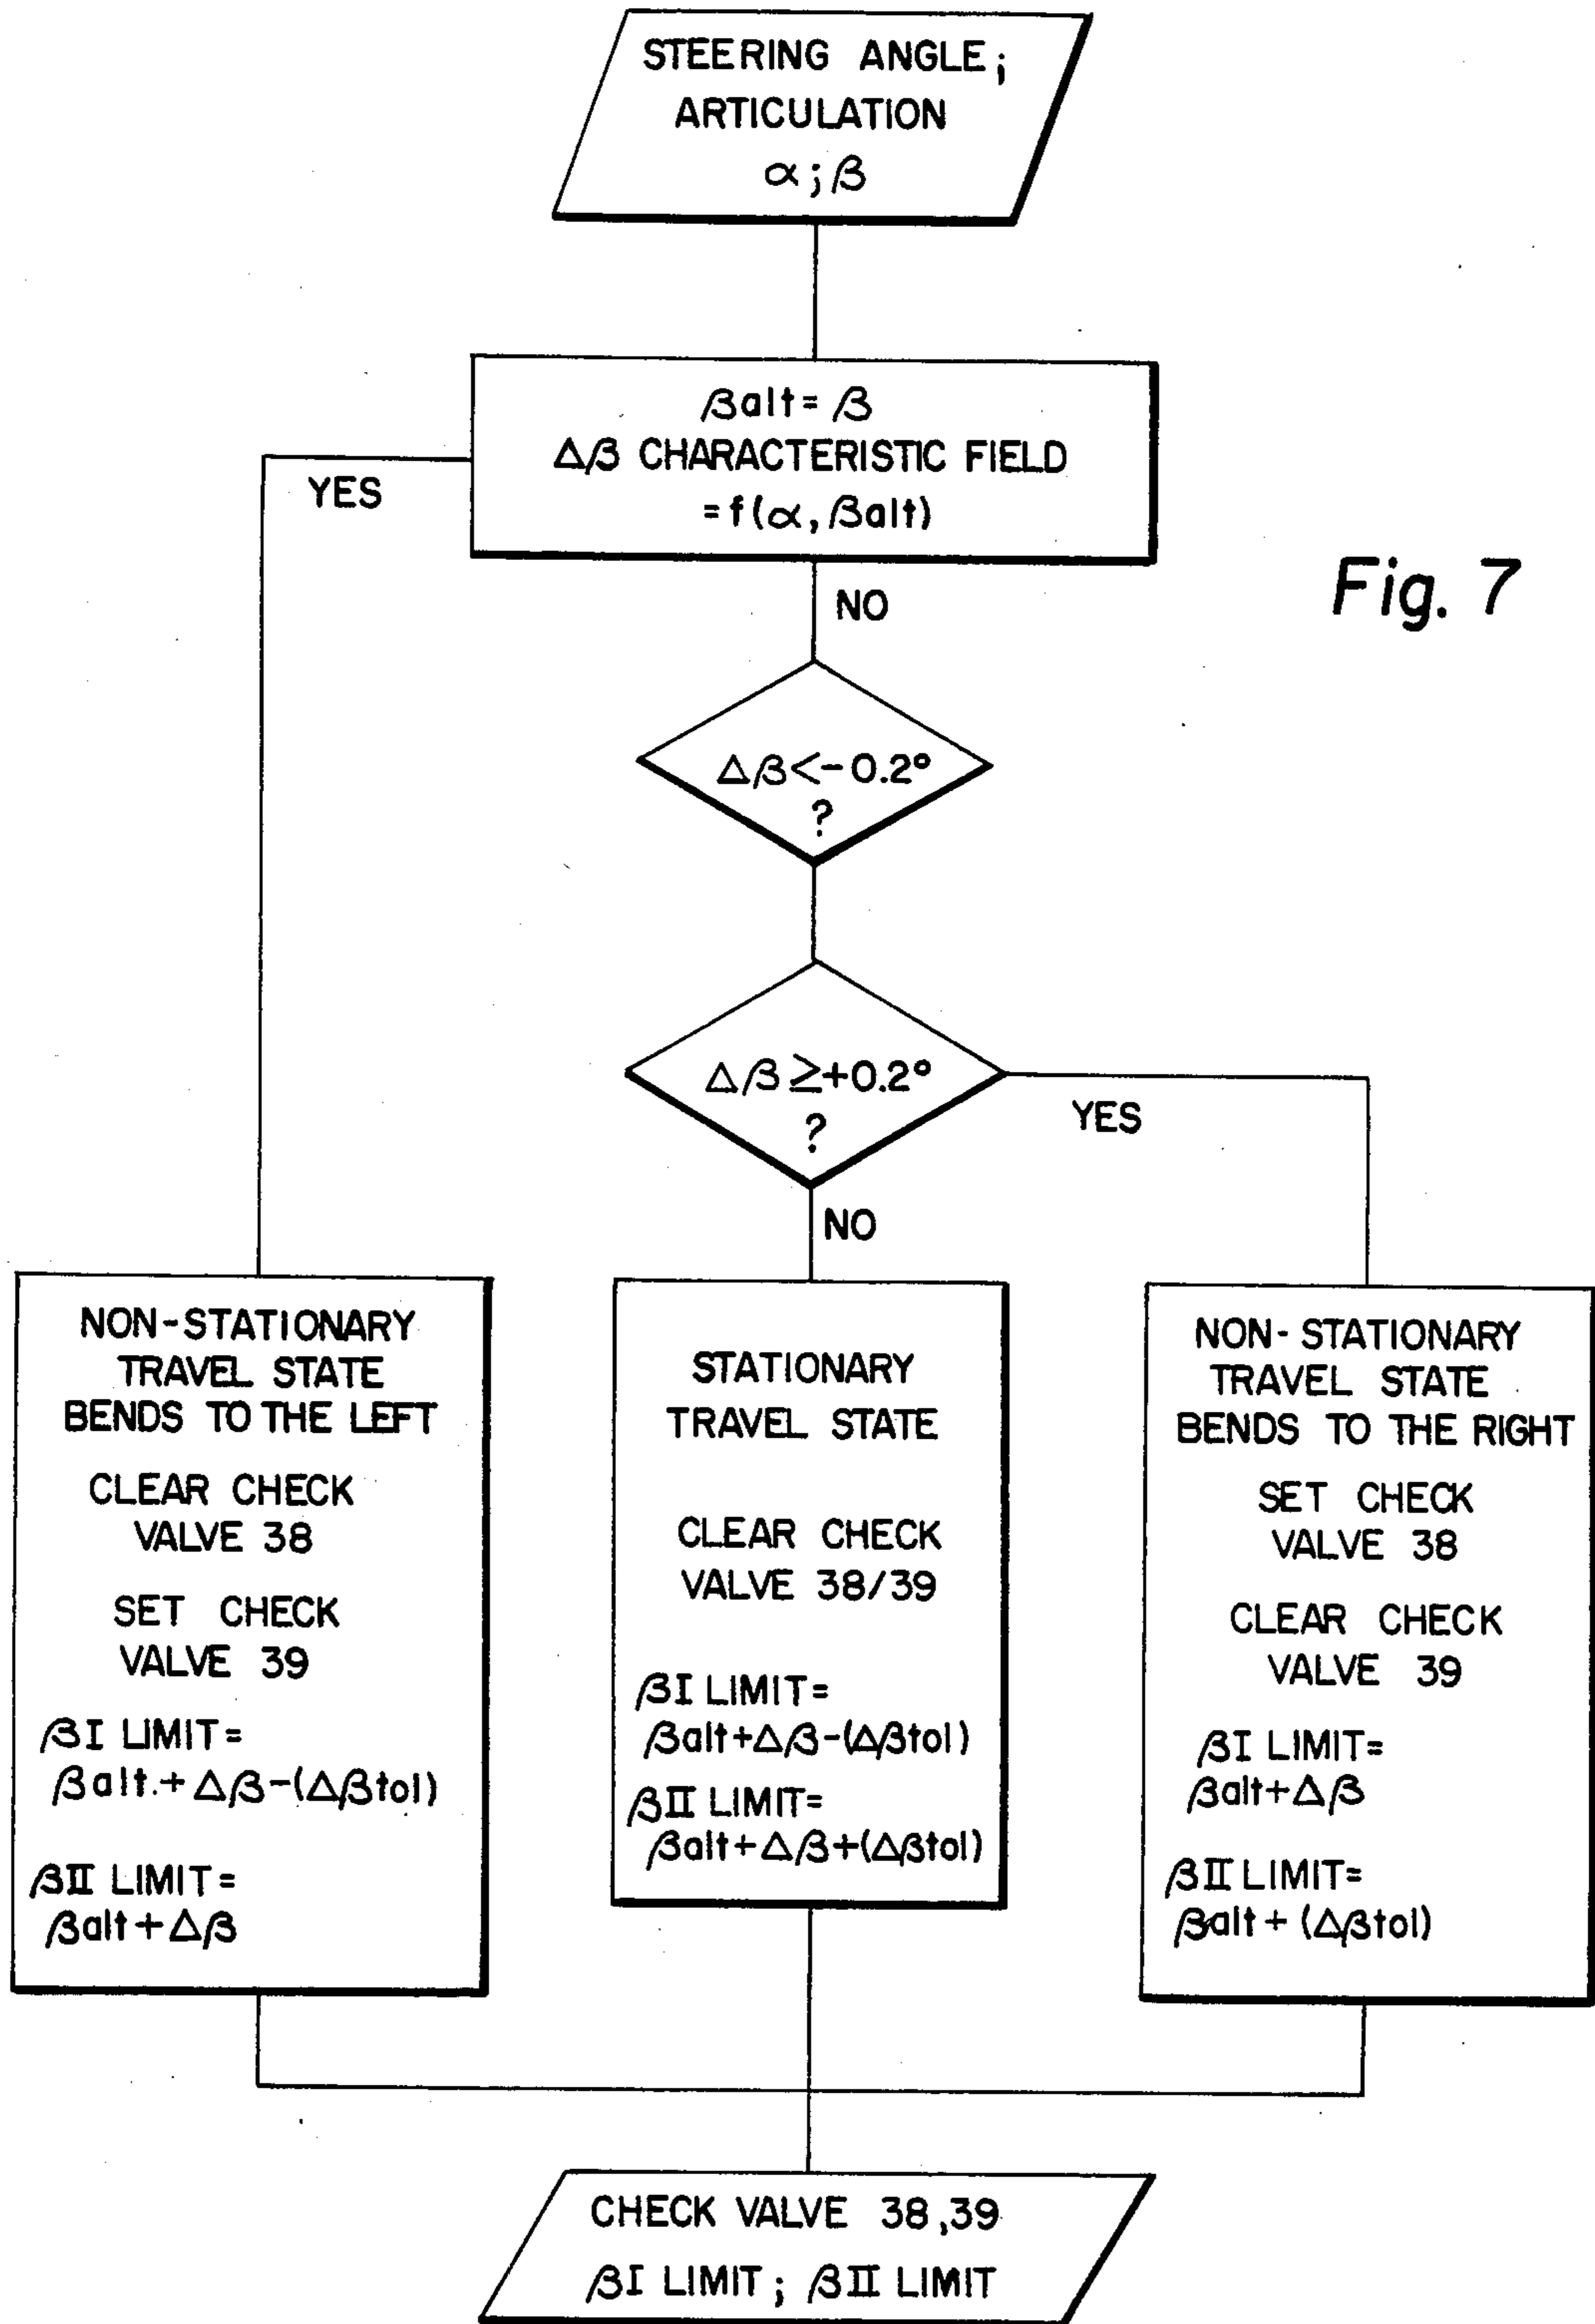 STEERING ANGLE;
ARTICULATION
α; β
βalt = β
Δβ CHARACTERISTIC FIELD
= f(α, βalt)
YES
NO
Fig. 7
Δβ<-0.2°
?
Δβ≥+0.2°
?
YES
NO
NON-STATIONARY
TRAVEL STATE
BENDS TO THE LEFT
CLEAR CHECK
VALVE 38
SET CHECK
VALVE 39
βI LIMIT=
βalt.+Δβ-(Δβtol)
βII LIMIT=
βalt+Δβ
STATIONARY
TRAVEL STATE
CLEAR CHECK
VALVE 38/39
βI LIMIT=
βalt+Δβ-(Δβtol)
βII LIMIT=
βalt+Δβ+(Δβtol)
NON-STATIONARY
TRAVEL STATE
BENDS TO THE RIGHT
SET CHECK
VALVE 38
CLEAR CHECK
VALVE 39
βI LIMIT=
βalt+Δβ
βII LIMIT=
βalt + (Δβtol)
CHECK VALVE 38,39
βI LIMIT; βII LIMIT